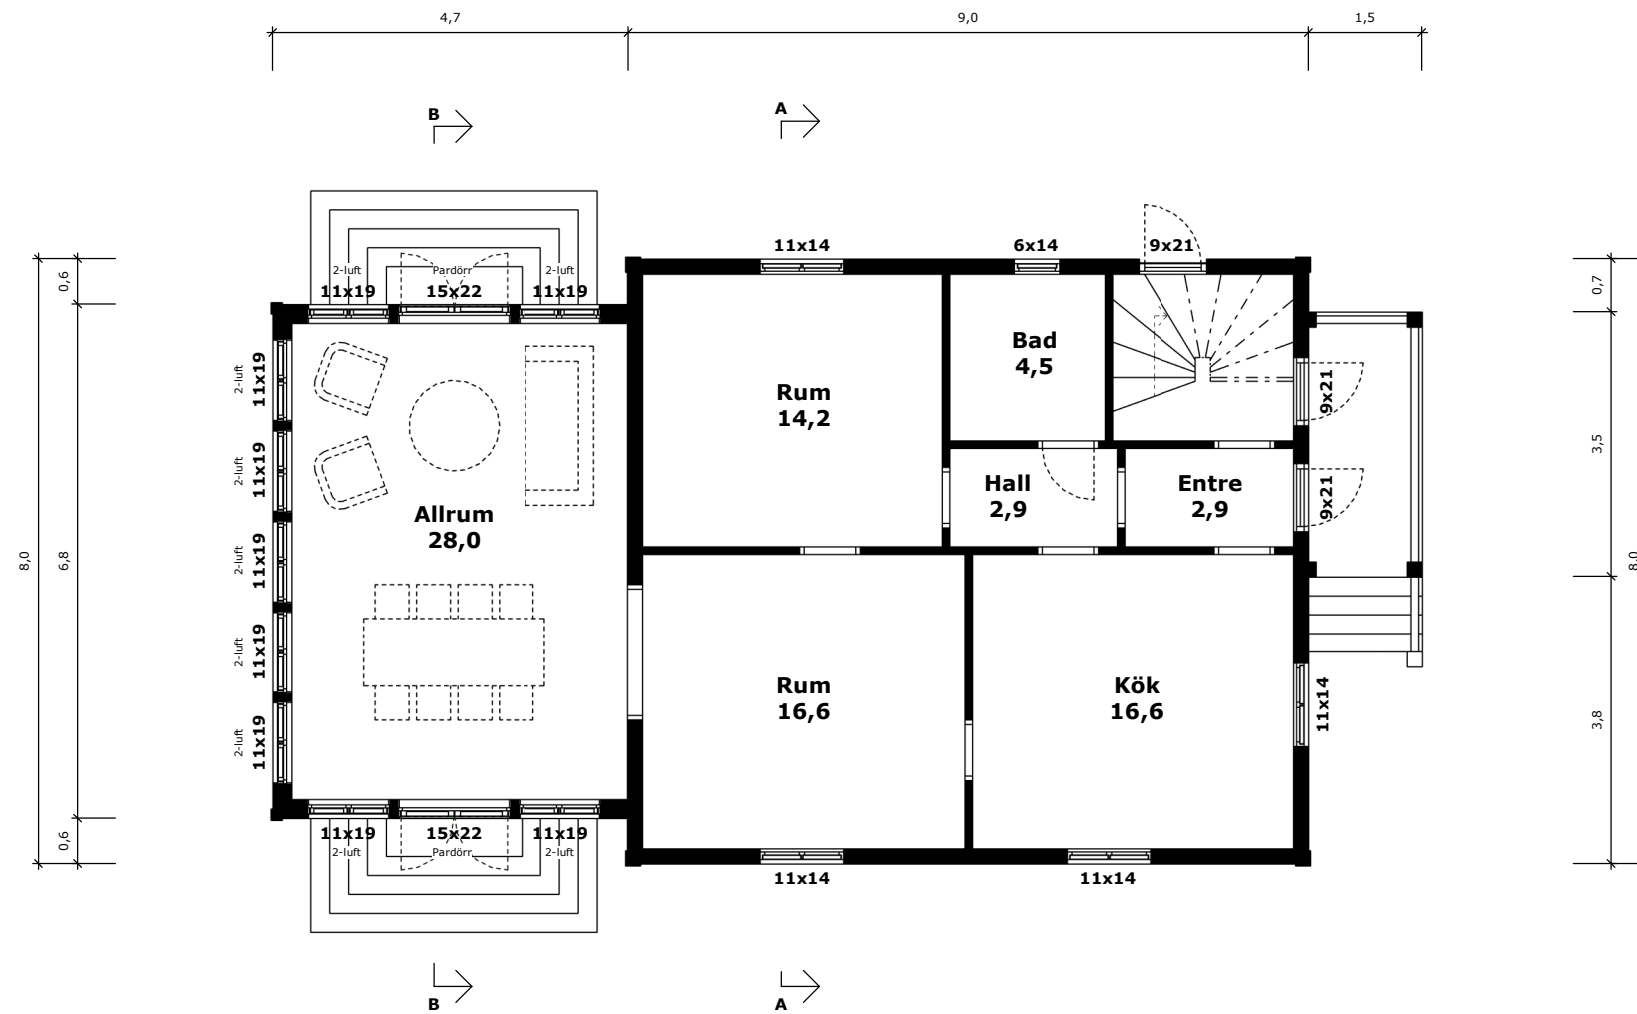 4,7
9,0
1,5
B
A
11x14
6x14
9x21
2-luft
Pardörr
2-luft
11x19
15x22
11x19
0,6
0,7
8,0
6,8
3,5
8,0
3,8
0,6
2-luft
11x19
2-luft
11x19
2-luft
11x19
2-luft
11x19
2-luft
11x19
Rum
14,2
Bad
4,5
9x21
Hall
2,9
Entre
2,9
9x21
Allrum
28,0
Rum
16,6
Kök
16,6
11x14
11x19
15x22
11x19
2-luft
Pardörr
2-luft
11x14
11x14
B
A